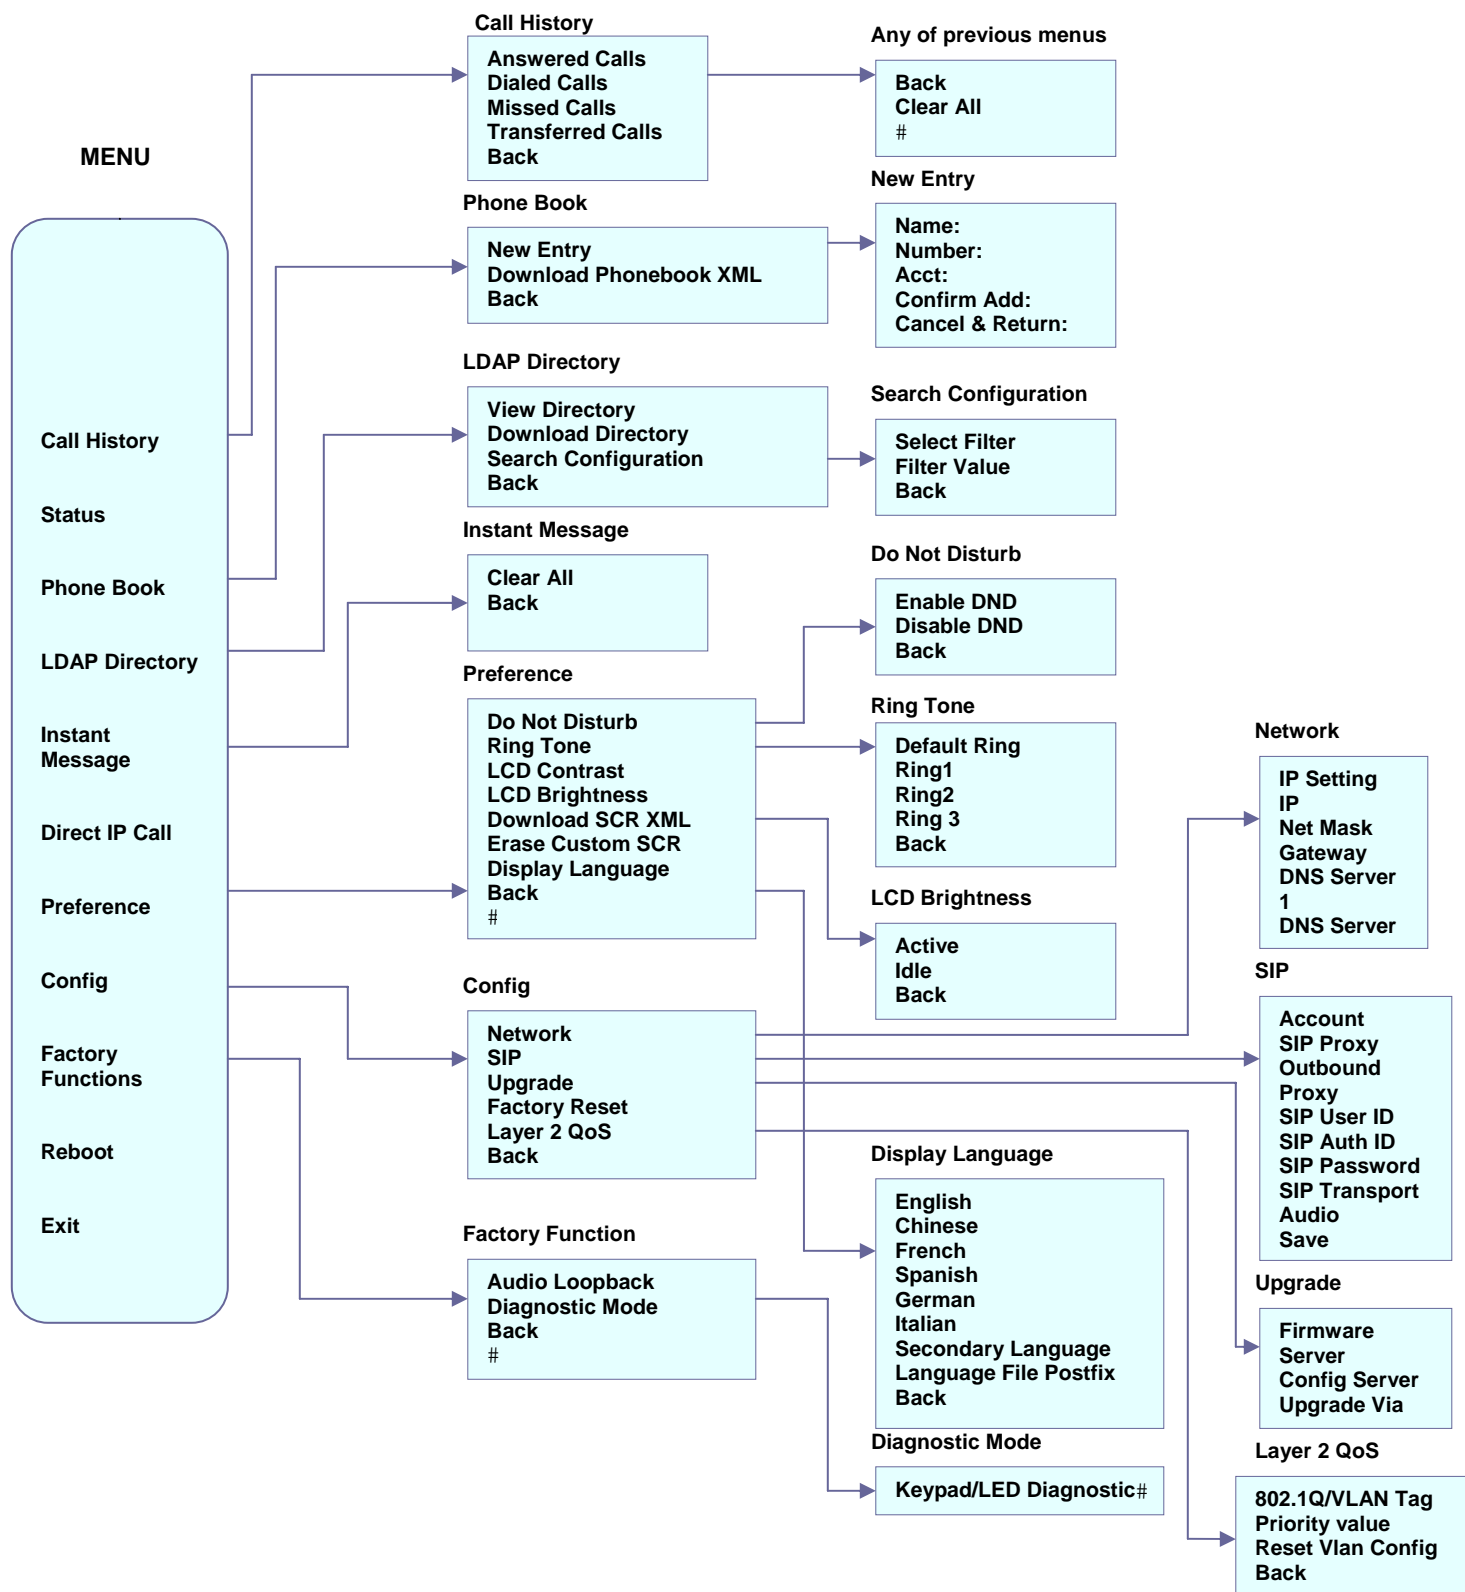 MENU
Call History
Status
Phone Book
LDAP Directory
Instant
Message
Direct IP Call
Preference
Config
Factory
Functions
Reboot
Exit
Call History
Answered Calls
Dialed Calls
Missed Calls
Transferred Calls
Back
Phone Book
New Entry
Download Phonebook XML
Back
LDAP Directory
View Directory
Download Directory
Search Configuration
Back
Instant Message
Clear All
Back
Preference
Do Not Disturb
Ring Tone
LCD Contrast
LCD Brightness
Download SCR XML
Erase Custom SCR
Display Language
Back
#
Config
Network
SIP
Upgrade
Factory Reset
Layer 2 QoS
Back
Factory Function
Audio Loopback
Diagnostic Mode
Back
#
Any of previous menus
Back
Clear All
#
New Entry
Name:
Number:
Acct:
Confirm Add:
Cancel & Return:
Search Configuration
Select Filter
Filter Value
Back
Do Not Disturb
Enable DND
Disable DND
Back
Ring Tone
Default Ring
Ring1
Ring2
Ring 3
Back
LCD Brightness
Active
Idle
Back
Display Language
English
Chinese
French
Spanish
German
Italian
Secondary Language
Language File Postfix
Back
Diagnostic Mode
Keypad/LED Diagnostic#
Network
IP Setting
IP
Net Mask
Gateway
DNS Server
1
DNS Server
SIP
Account
SIP Proxy
Outbound
Proxy
SIP User ID
SIP Auth ID
SIP Password
SIP Transport
Audio
Save
Upgrade
Firmware
Server
Config Server
Upgrade Via
Layer 2 QoS
802.1Q/VLAN Tag
Priority value
Reset Vlan Config
Back